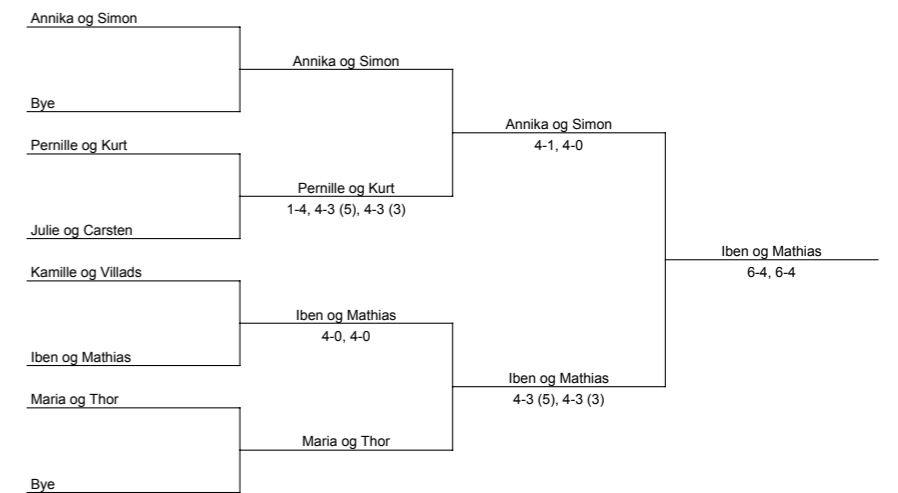 Annika og Simon
Bye
Pernille og Kurt
Julie og Carsten
Kamille og Villads
Iben og Mathias
Maria og Thor
Bye
Annika og Simon
Pernille og Kurt
1-4, 4-3 (5), 4-3 (3)
Iben og Mathias
4-0, 4-0
Maria og Thor
Annika og Simon
4-1, 4-0
Iben og Mathias
4-3 (5), 4-3 (3)
Iben og Mathias
6-4, 6-4